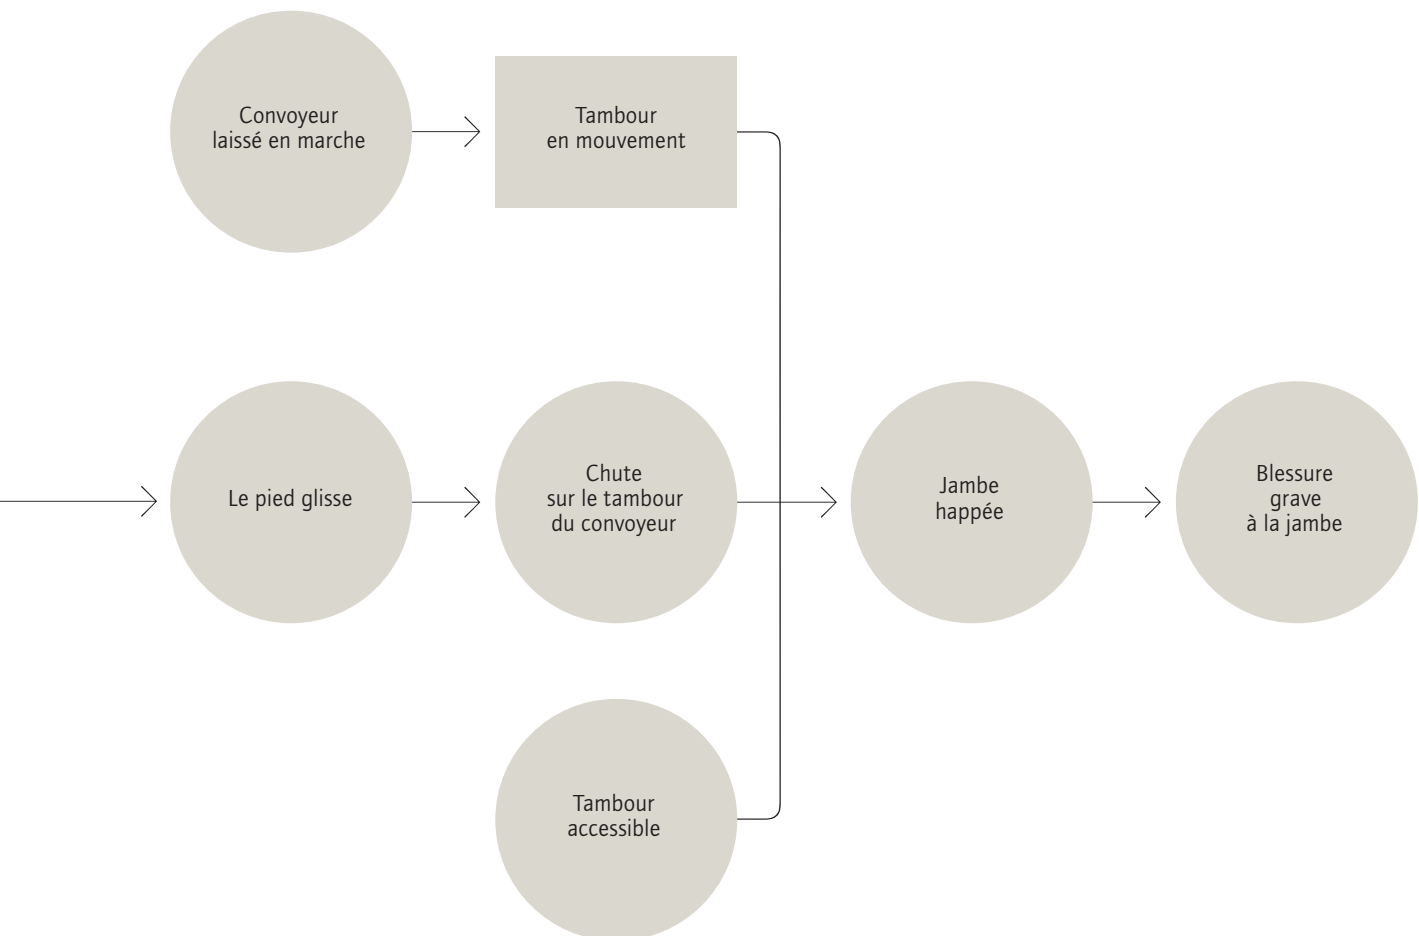 Convoyeur
laissé en marche
Tambour
en mouvement
Le pied glisse
Chute
sur le tambour
du convoyeur
Jambe
happée
Blessure
grave
à la jambe
Tambour
accessible